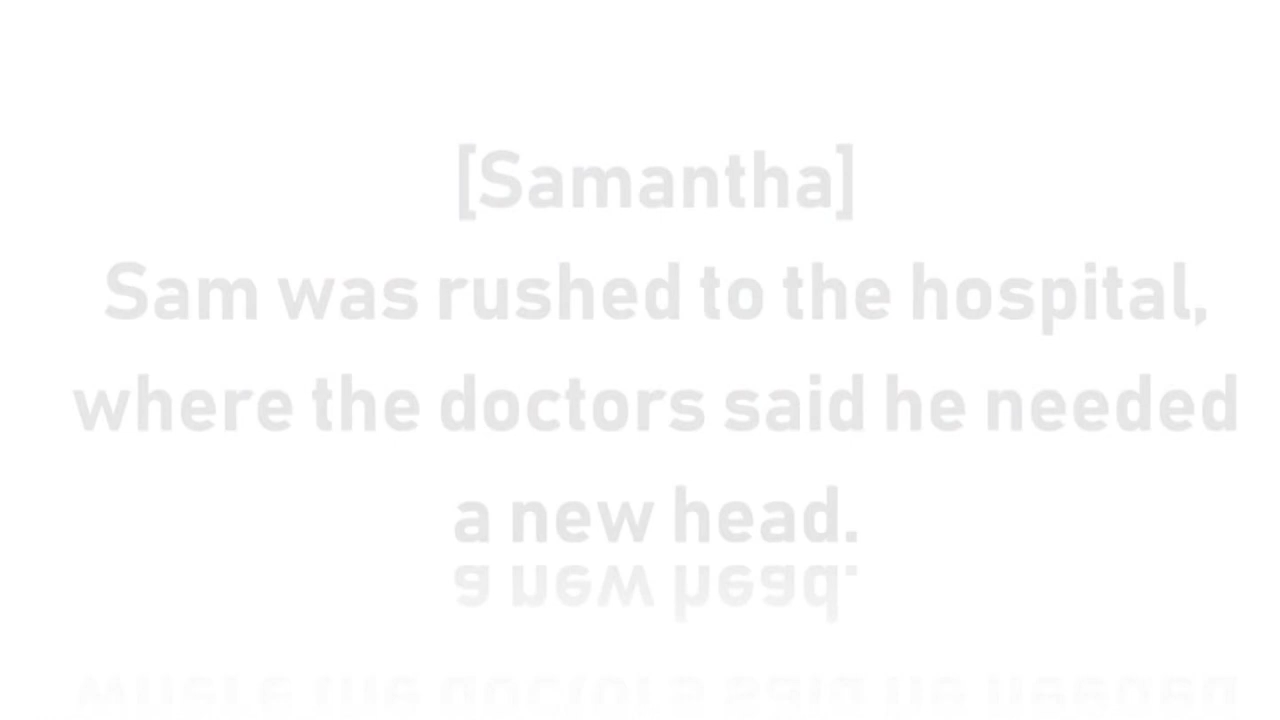 [Samantha]
Sam was rushed to the hospital,
where the doctors said he needed
a new head.